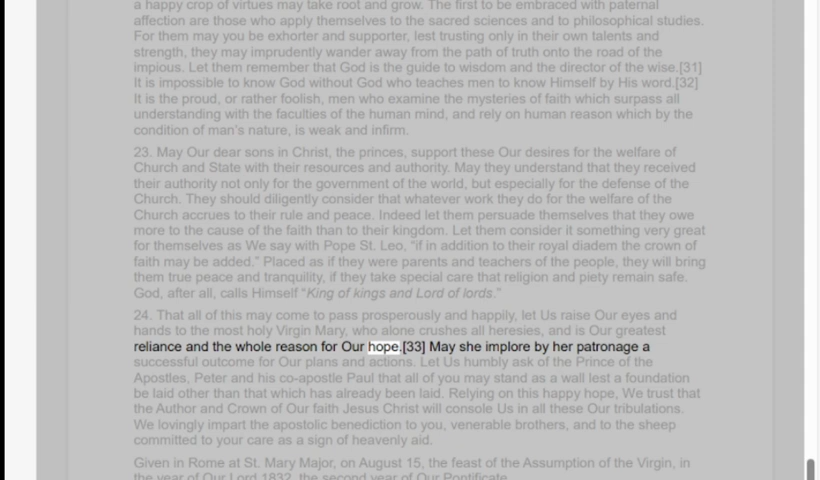 a happy crop of virtues may take root and grow. The first to be embraced with paternal
affection are those who apply themselves to the sacred sciences and to philosophical studies.
For them may you be exhorter and supporter, lest trusting only in their own talents and
strength, they may imprudently wander away from the path of truth onto the road of the
impious. Let them remember that God is the guide to wisdom and the director of the wise.[31]
It is impossible to know God without God who teaches men to know Himself by His word.[32]
It is the proud, or rather foolish, men who examine the mysteries of faith which surpass all
understanding with the faculties of the human mind, and rely on human reason which by the
condition of man's nature, is weak and infirm.
23. May Our dear sons in Christ, the princes, support these Our desires for the welfare of
Church and State with their resources and authority. May they understand that they received
their authority not only for the government of the world, but especially for the defense of the
Church. They should diligently consider that whatever work they do for the welfare of the
Church accrues to their rule and peace. Indeed let them persuade themselves that they owe
more to the cause of the faith than to their kingdom. Let them consider it something very great
for themselves as We say with Pope St. Leo, "if in addition to their royal diadem the crown of
faith may be added." Placed as if they were parents and teachers of the people, they will bring
them true peace and tranquility, if they take special care that religion and piety remain safe.
God, after all, calls Himself "King of kings and Lord of lords."
24. That all of this may come to pass prosperously and happily, let Us raise Our eyes and
hands to the most holy Virgin Mary, who alone crushes all heresies, and is Our greatest
reliance and the whole reason for Our hope.[33] May she implore by her patronage a
successful outcome for Our plans and actions. Let Us humbly ask of the Prince of the
Apostles, Peter and his co-apostle Paul that all of you may stand as a wall lest a foundation
be laid other than that which has already been laid. Relying on this happy hope, We trust that
the Author and Crown of Our faith Jesus Christ will console Us in all these Our tribulations.
We lovingly impart the apostolic benediction to you, venerable brothers, and to the sheep
committed to your care as a sign of heavenly aid.
Given in Rome at St. Mary Major, on August 15, the feast of the Assumption of the Virgin, in
the year of Our Lord 1832, the second year of Our Pontificate.